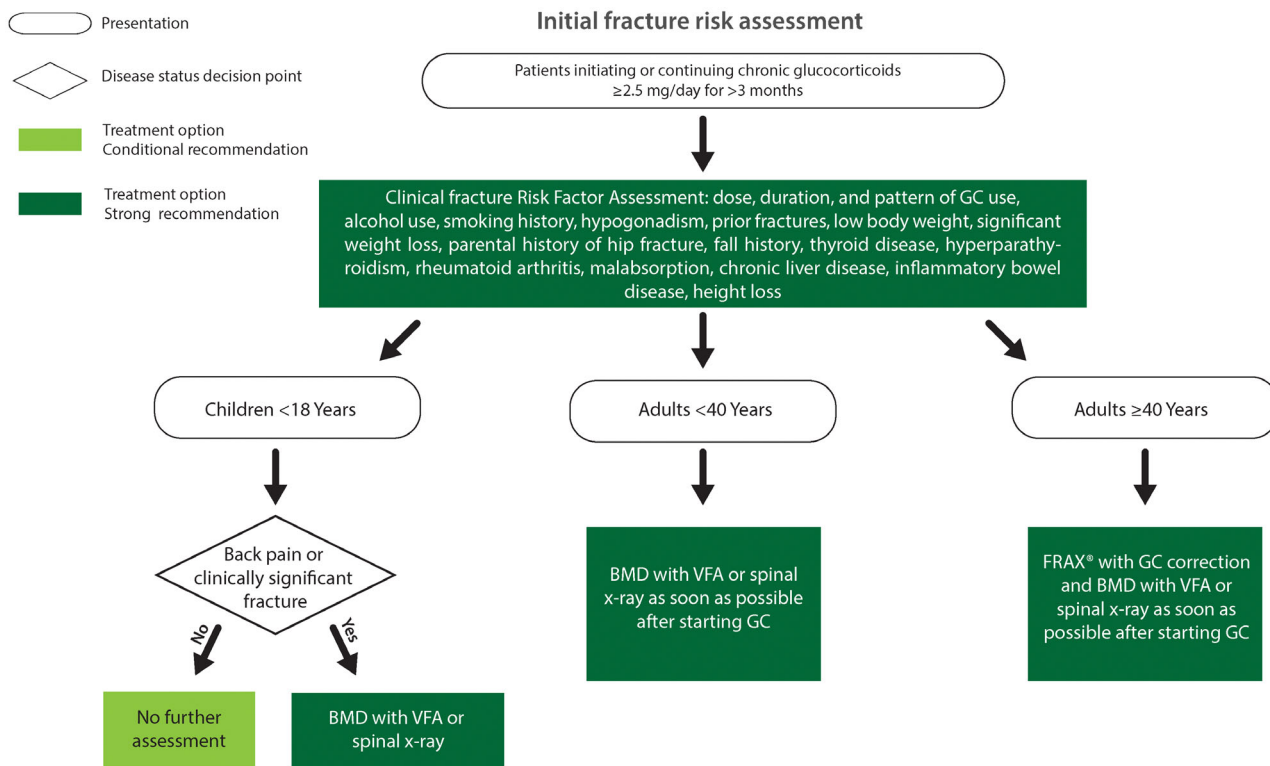 Initial fracture risk assessment
Presentation
Disease status decision point
Treatment option
Conditional recommendation
Treatment option
Strong recommendation
Patients initiating or continuing chronic glucocorticoids
≥2.5 mg/day for >3 months
Clinical fracture Risk Factor Assessment: dose, duration, and pattern of GC use,
alcohol use, smoking history, hypogonadism, prior fractures, low body weight, significant
weight loss, parental history of hip fracture, fall history, thyroid disease, hyperparathy-
roidism, rheumatoid arthritis, malabsorption, chronic liver disease, inflammatory bowel
disease, height loss
Children <18 Years
Adults <40 Years
Adults ≥40 Years
Back pain or
clinically significant
fracture
No
Yes
No further
assessment
BMD with VFA or
spinal x-ray
BMD with VFA or spinal
x-ray as soon as possible
after starting GC
FRAX® with GC correction
and BMD with VFA or
spinal x-ray as soon as
possible after starting GC